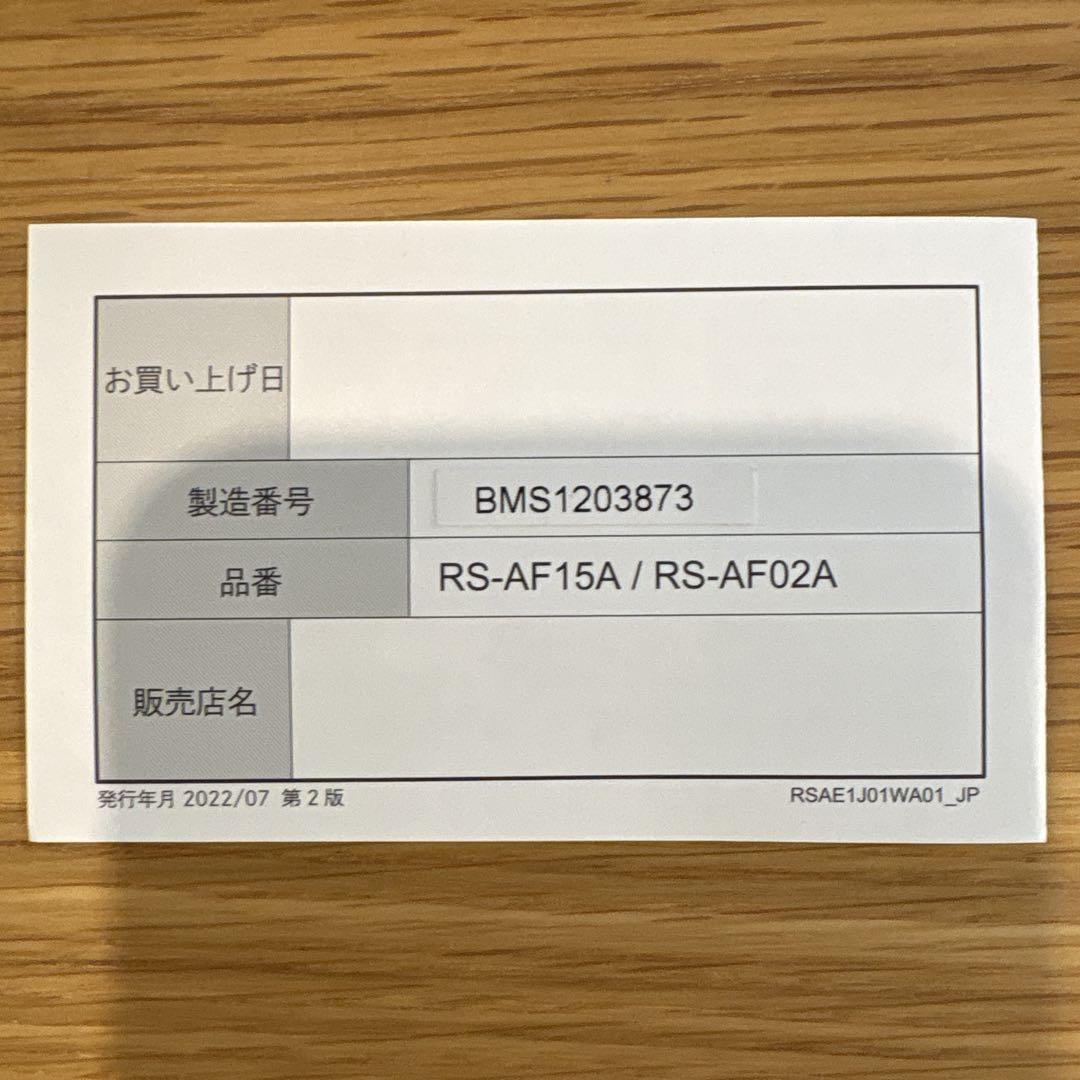 お買い上げ日
製造番号 BMS1203873
品番 RS-AF15A / RS-AF02A
販売店名
発行年月 2022/07 第2版 RSAE1J01WA01_JP